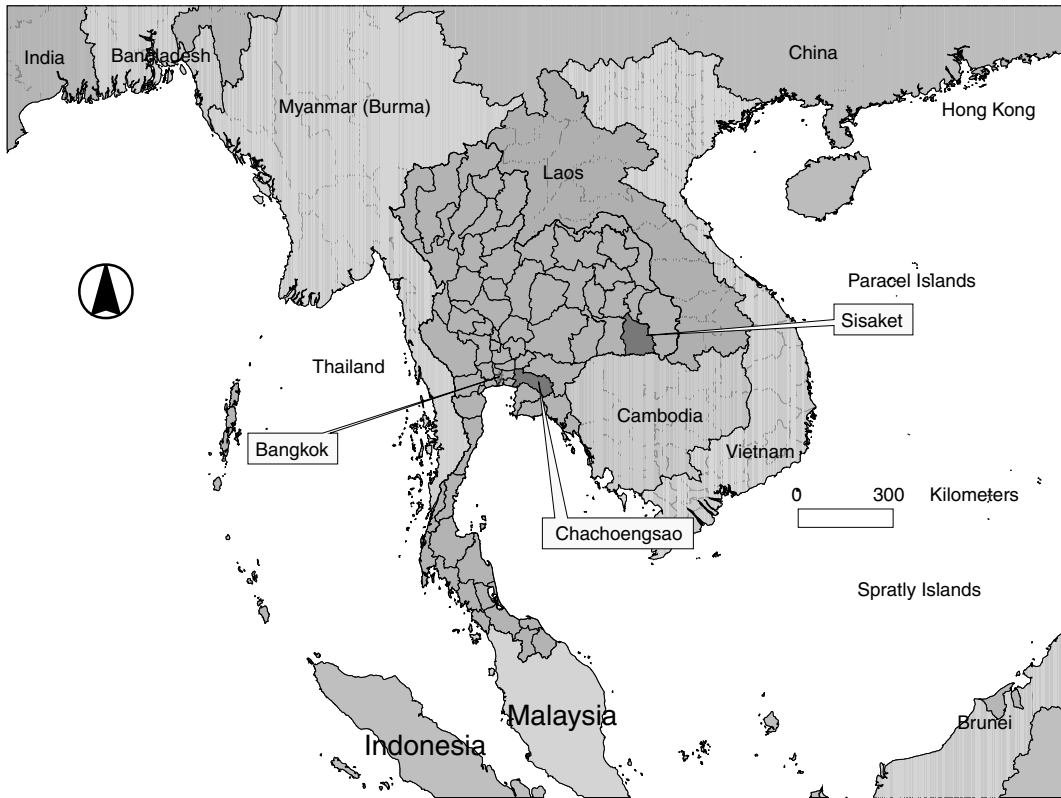 India
Bangladesh
China
Myanmar (Burma)
Hong Kong
Laos
Paracel Islands
Sisaket
Thailand
Cambodia
Bangkok
Vietnam
0 300 Kilometers
Chachoengsao
Spratly Islands
Malaysia
Brunei
Indonesia